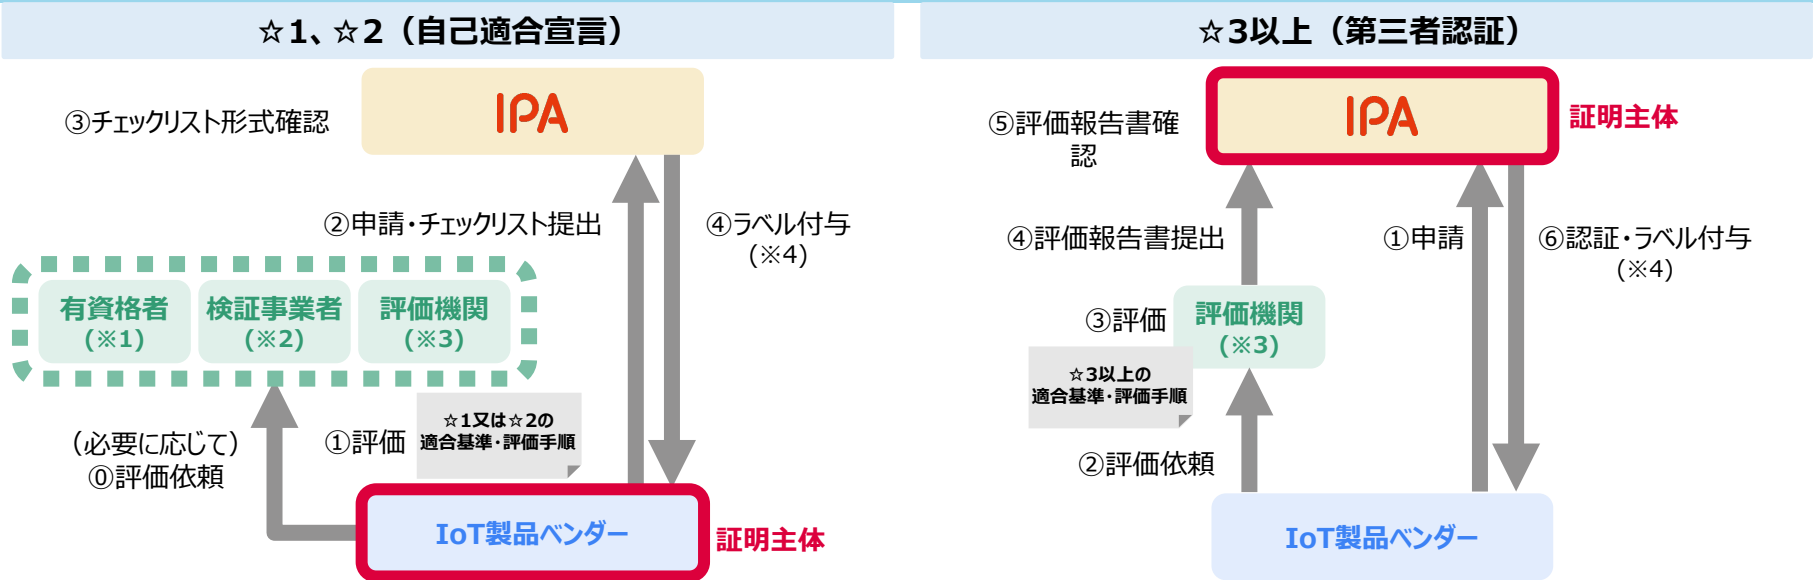 ☆1、☆2（自己適合宣言）
IPA
③チェックリスト形式確認
②申請・チェックリスト提出
④ラベル付与
(※4)
有資格者
(※1)
検証事業者
(※2)
評価機関
(※3)
（必要に応じて）
⓪評価依頼
①評価
☆1又は☆2の
適合基準・評価手順
IoT製品ベンダー
証明主体
☆3以上（第三者認証）
IPA
証明主体
⑤評価報告書確
認
④評価報告書提出
①申請
⑥認証・ラベル付与
(※4)
③評価
評価機関
(※3)
☆3以上の
適合基準・評価手順
②評価依頼
IoT製品ベンダー